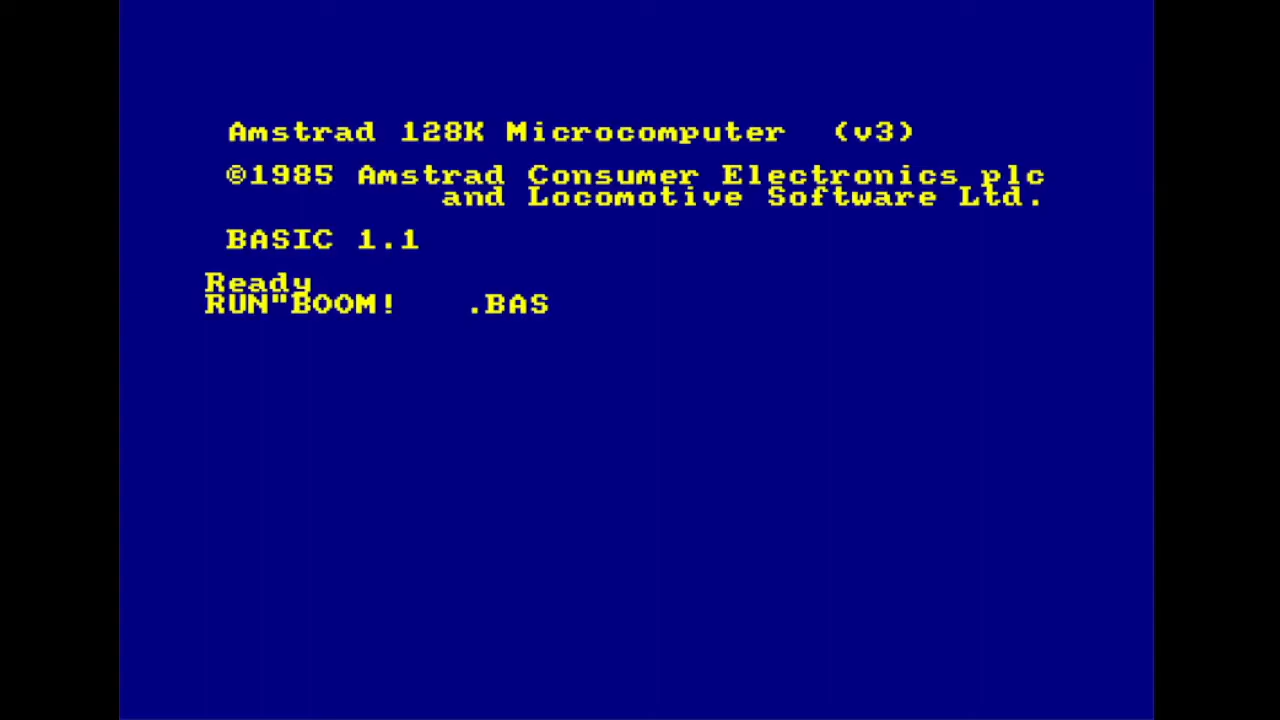 Amstrad 128K Microcomputer   (v3)
©1985 Amstrad Consumer Electronics plc
and Locomotive Software Ltd.
BASIC 1.1
Ready
RUN"BOOM!   .BAS